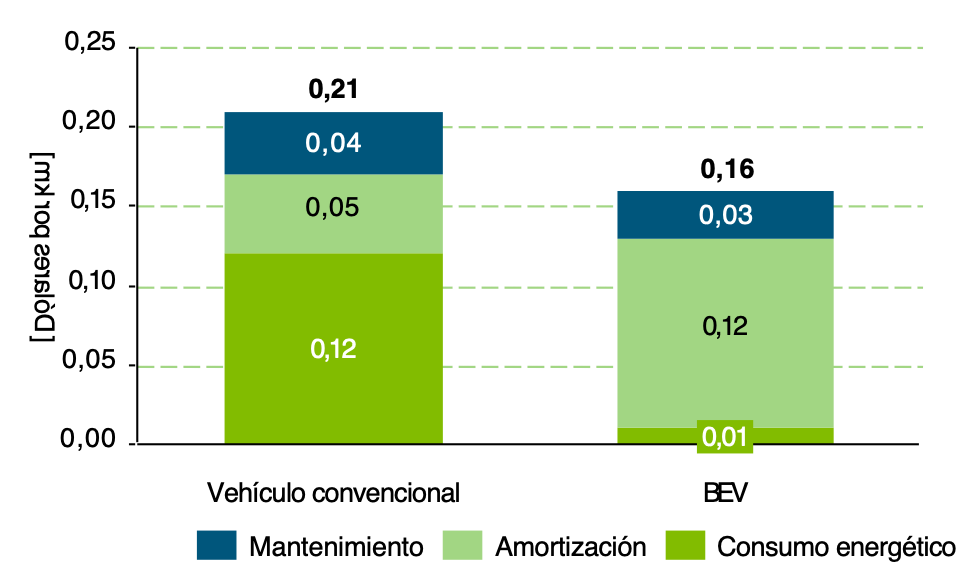 0,25
0,20
0,15
0,10
0,05
0,00
[Dólares por Km]
0,21
0,04
0,05
0,12
0,16
0,03
0,12
0,01
Vehículo convencional
BEV
Mantenimiento
Amortización
Consumo energético